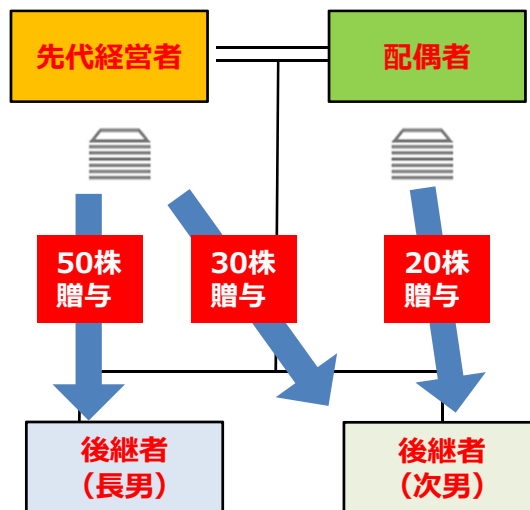 先代経営者
配偶者
50株
贈与
30株
贈与
20株
贈与
後継者
（長男）
後継者
（次男）